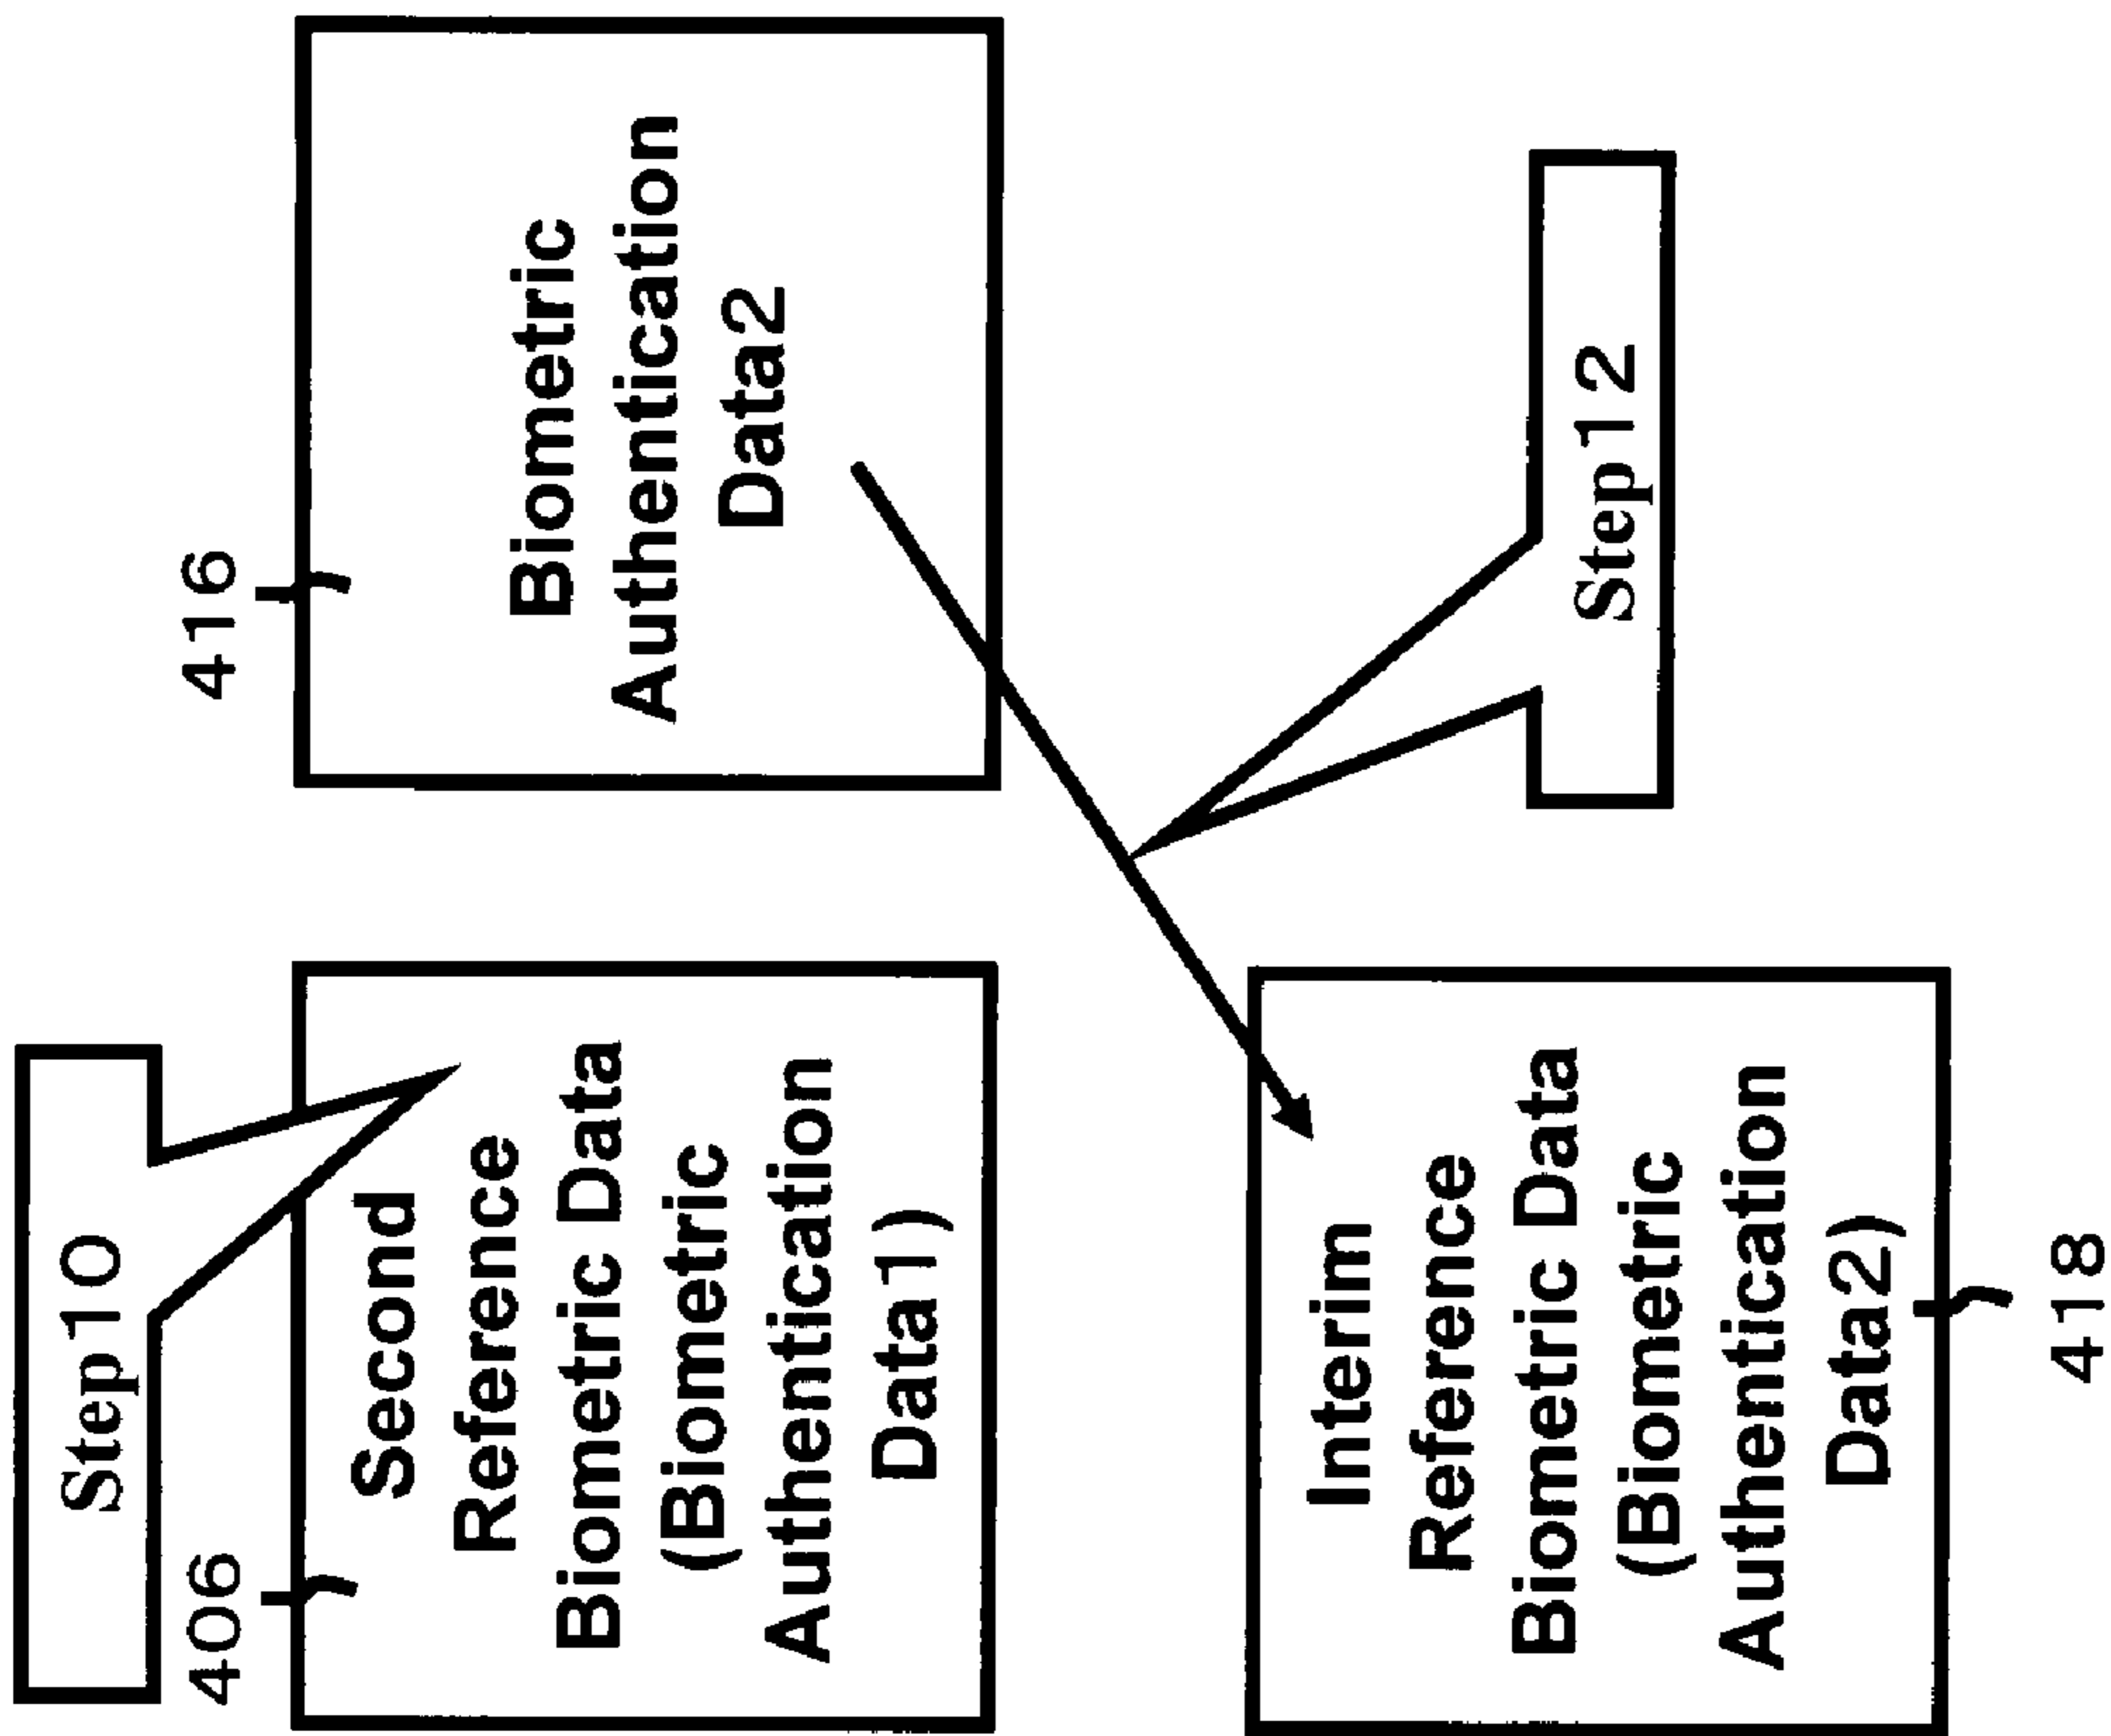 Step10
406
Second
Reference
Biometric Data
(Biometric
Authentication
Data1)
416
Biometric
Authentication
Data2
Interim
Reference
Biometric Data
(Biometric
Authentication
Data2)
418
Step12